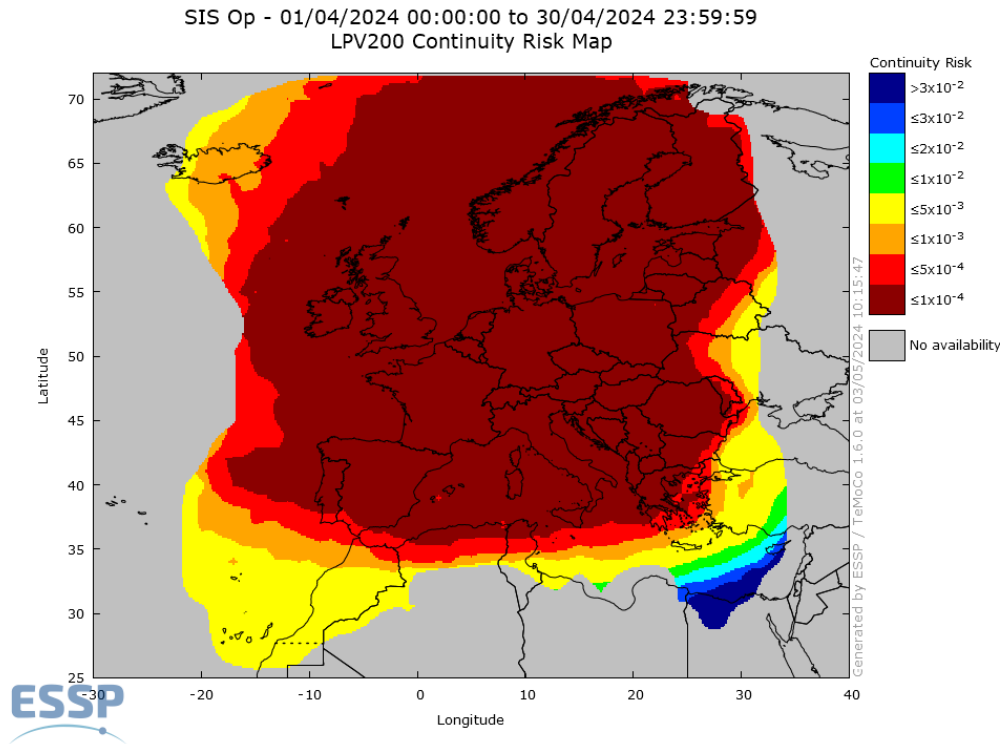 SIS Op - 01/04/2024 00:00:00 to 30/04/2024 23:59:59
LPV200 Continuity Risk Map
Continuity Risk
>3x10-2
≤3x10-2
≤2x10-2
≤1x10-2
≤5x10-3
≤1x10-3
≤5x10-4
≤1x10-4
No availability
70
65
60
55
50
45
40
35
30
25
Latitude
-30
-20
-10
0
10
20
30
40
Longitude
Generated by ESSP / TeMoCo 1.6.0 at 03/05/2024 10:15:47
ESSP